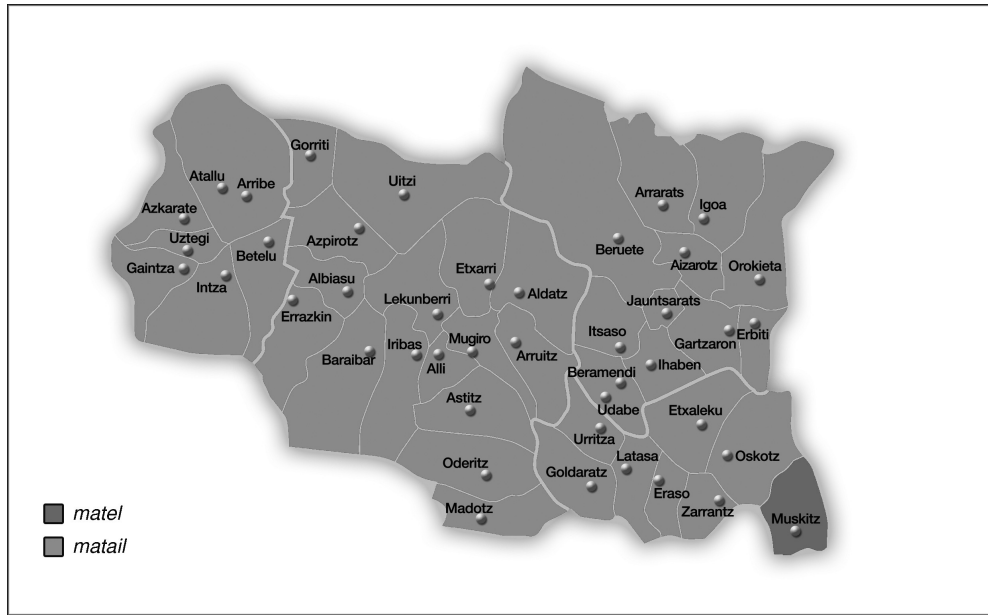 Gorriti
Uitzi
Atallu
Arribe
Arrarats
Igoa
Azkarate
Azpirotz
Uztegi
Betelu
Beruete
Aizarotz
Gaintza
Intza
Etxarri
Orokieta
Albiasu
Errazkin
Lekunberri
Aldatz
Jauntsarats
Itsaso
Gartzaron
Erbiti
Baraibar
Iribas
Alli
Mugiro
Arruitz
Ihaben
Beramendi
Astitz
Udabe
Etxaleku
Urritza
Latasa
Oskotz
Oderitz
Goldaratz
Eraso
Zarrantz
Madotz
Muskitz
matel
matail